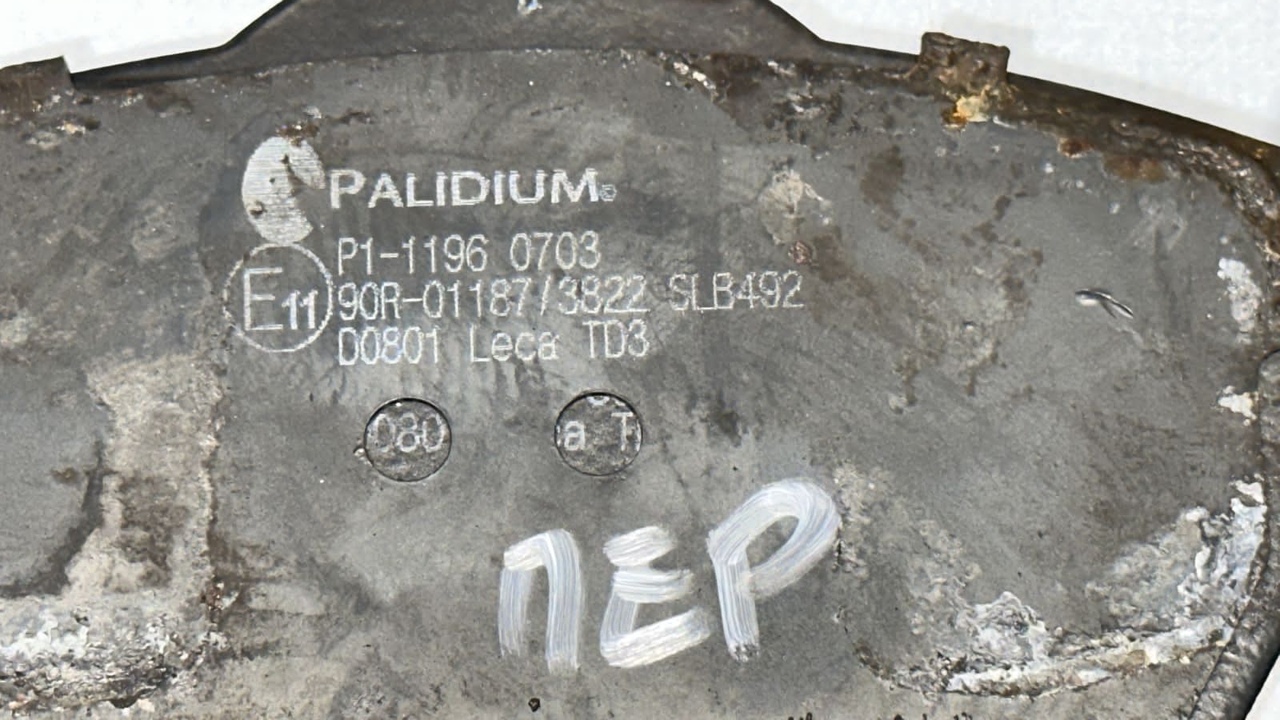 PALIDIUM®
P1-1196 0703
E11 90R-01187/3822 SLB492
D0801 Leca TD3
080 a T
ПЕР